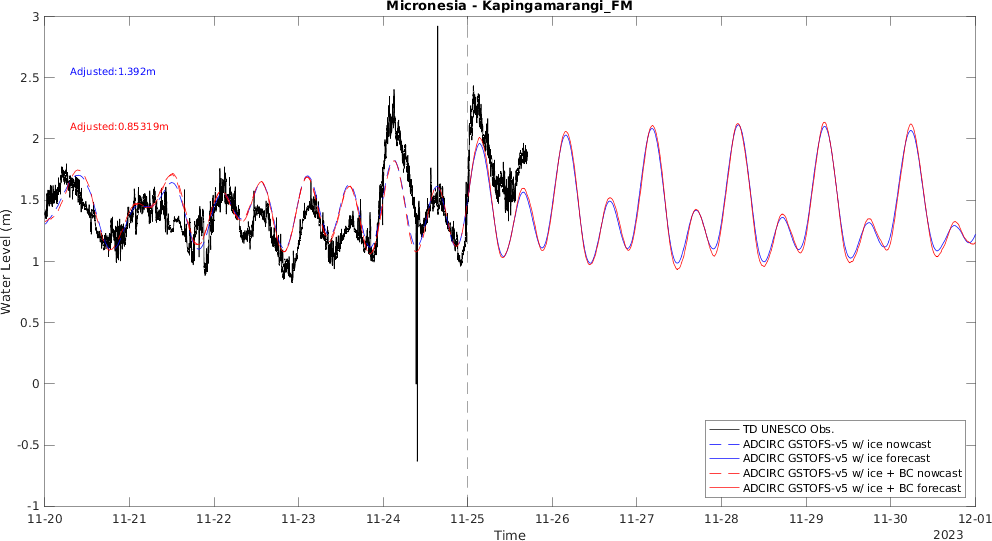 Micronesia - Kapingamarangi_FM
3
2.5
2
1.5
1
0.5
0
-0.5
-1
Water Level (m)
Adjusted:1.392m
Adjusted:0.85319m
TD UNESCO Obs.
ADCIRC GSTOFS-v5 w/ ice nowcast
ADCIRC GSTOFS-v5 w/ ice forecast
ADCIRC GSTOFS-v5 w/ ice + BC nowcast
ADCIRC GSTOFS-v5 w/ ice + BC forecast
11-20 11-21 11-22 11-23 11-24 11-25 11-26 11-27 11-28 11-29 11-30 12-01
Time
2023